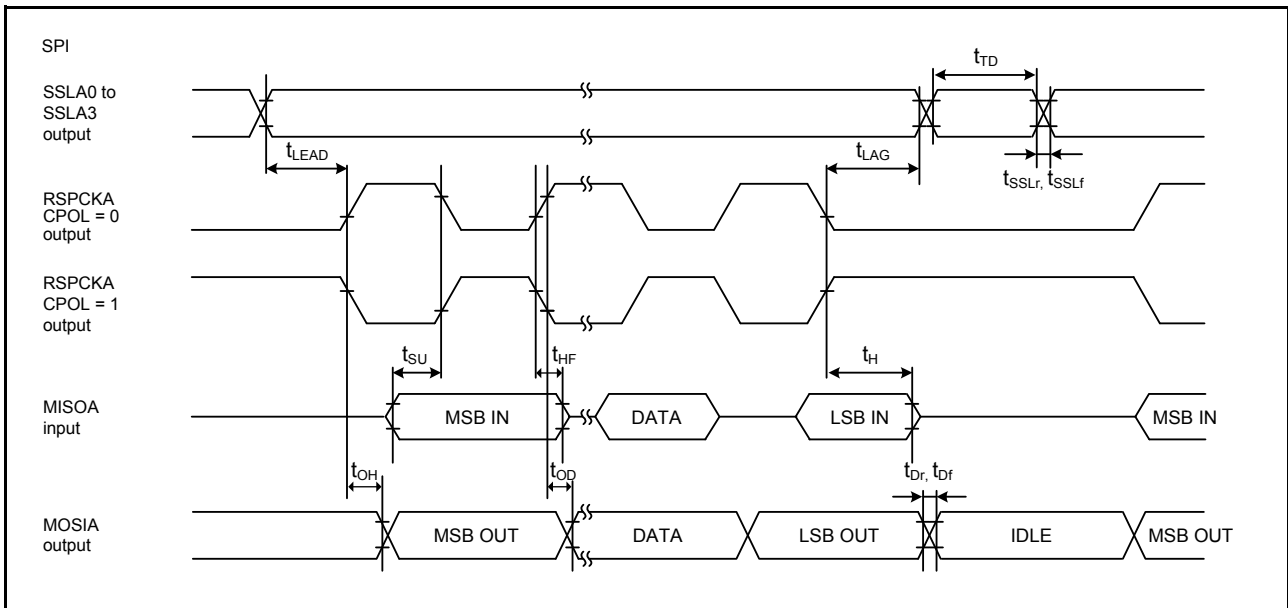 SPI
SSLA0 to
SSLA3
output
tTD
tLEAD
tLAG
tSSLr, tSSLf
RSPCKA
CPOL = 0
output
RSPCKA
CPOL = 1
output
tSU
tHF
tH
MISOA
input
MSB IN
DATA
LSB IN
MSB IN
tOH
tOD
tDr, tDf
MOSIA
output
MSB OUT
DATA
LSB OUT
IDLE
MSB OUT